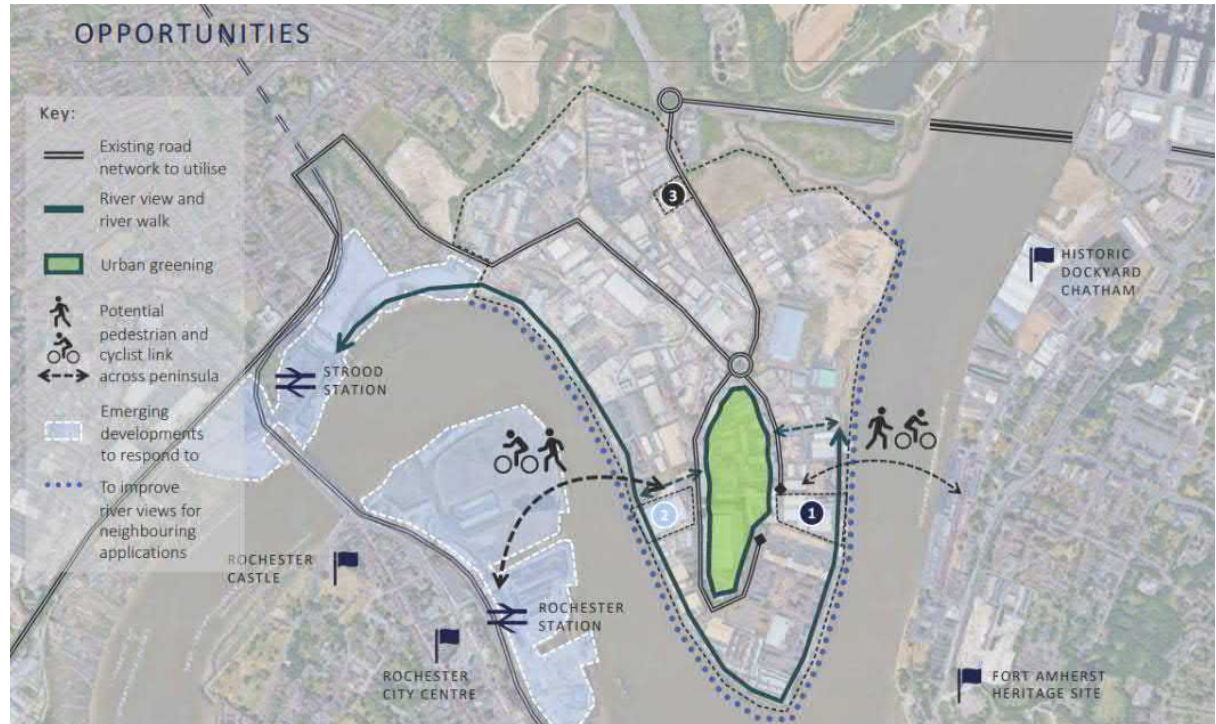 OPPORTUNITIES
Key:
Existing road
network to utilise
River view and
river walk
Urban greening
Potential
pedestrian and
cyclist link
across peninsula
Emerging
developments
to respond to
To improve
river views for
neighbouring
applications
3
HISTORIC
DOCKYARD
CHATHAM
STROOD
STATION
2
1
ROCHESTER
CASTLE
ROCHESTER
STATION
ROCHESTER
CITY CENTRE
FORT AMHERST
HERITAGE SITE